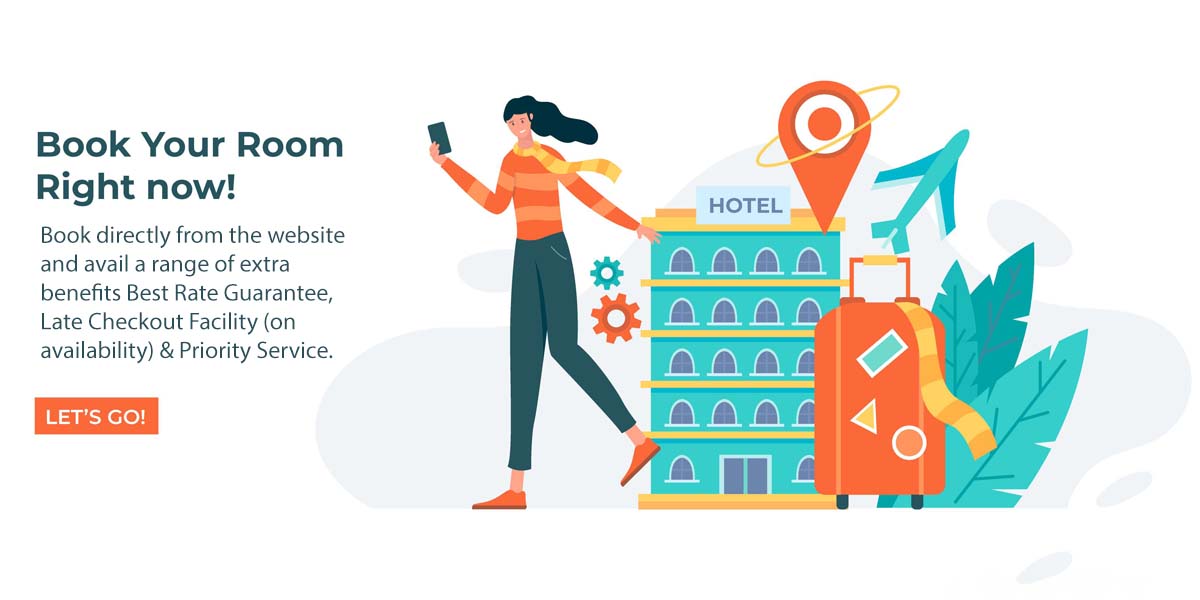 Book Your Room
Right now!
Book directly from the website
and avail a range of extra
benefits Best Rate Guarantee,
Late Checkout Facility (on
availability) & Priority Service.
LET'S GO!
HOTEL